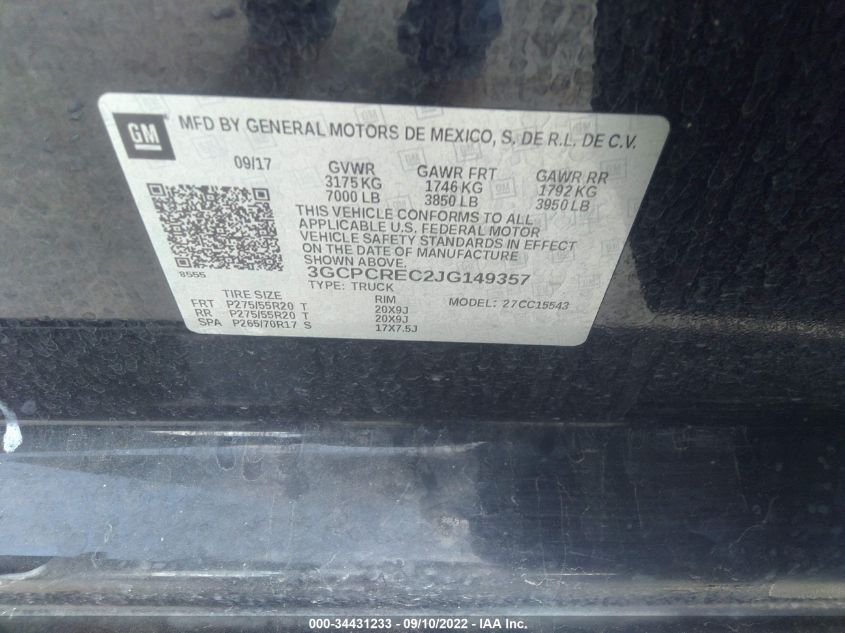 GM
MFD BY GENERAL MOTORS DE MEXICO, S. DE R.L. DE C.V.
09/17 GVWR GAWR FRT GAWR RR
3175 KG 1746 KG 1792 KG
7000 LB 3850 LB 3950 LB
THIS VEHICLE CONFORMS TO ALL
APPLICABLE U.S. FEDERAL MOTOR
VEHICLE SAFETY STANDARDS IN EFFECT
ON THE DATE OF MANUFACTURE
SHOWN ABOVE.
8555
3GCPCREC2JG149357
TYPE: TRUCK
MODEL: 27CC15543
TIRE SIZE RIM
FRT P275/55R20 T 20X9J
RR P275/55R20 T 20X9J
SPA P265/70R17 S 17X7.5J
000-34431233 - 09/10/2022 - IAA Inc.